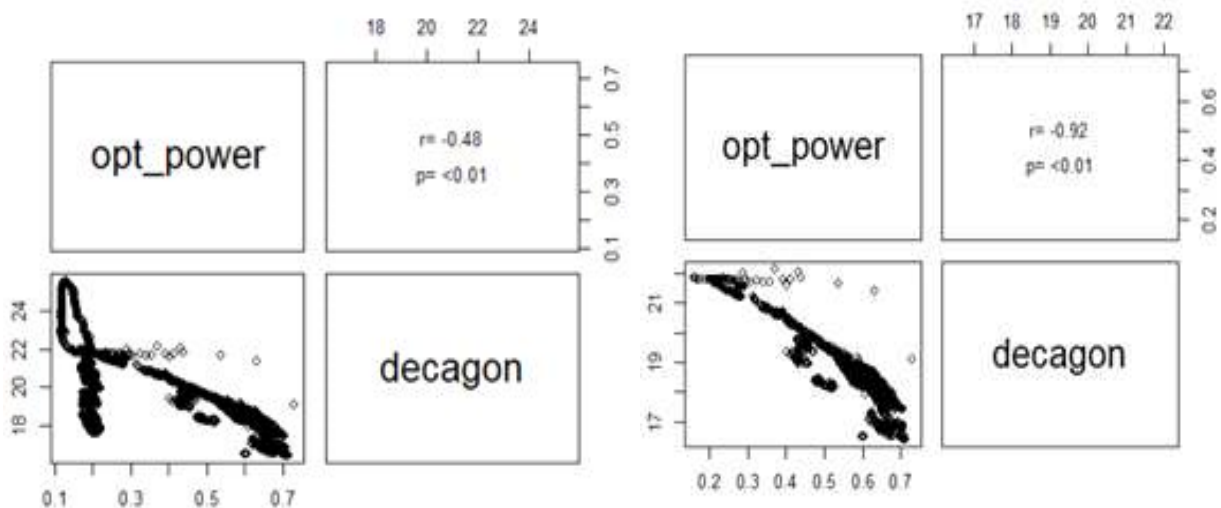 18 20 22 24
opt_power
r= -0.48
p= <0.01
0.1 0.3 0.5 0.7
18 20 22 24
decagon
0.1 0.3 0.5 0.7
17 18 19 20 21 22
opt_power
r= -0.92
p= <0.01
0.2 0.4 0.6
17 19 21
decagon
0.2 0.3 0.4 0.5 0.6 0.7